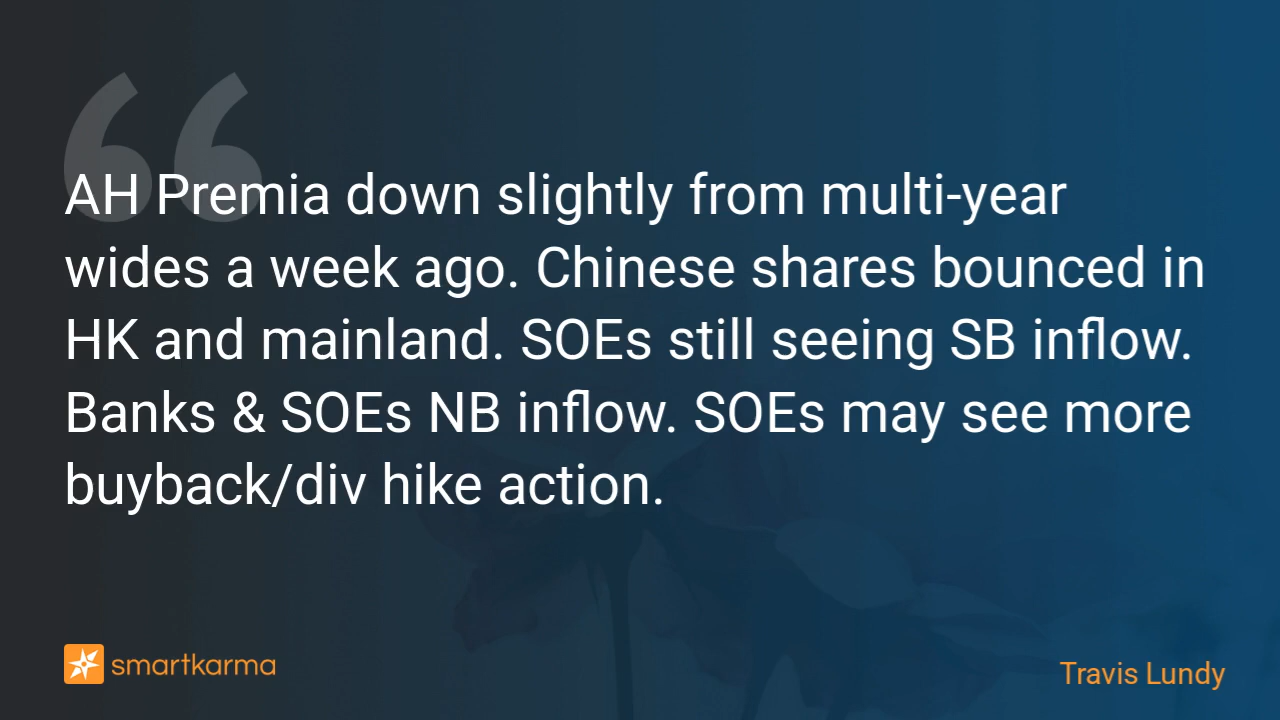 AH Premia down slightly from multi-year
wides a week ago. Chinese shares bounced in
HK and mainland. SOEs still seeing SB inflow.
Banks & SOEs NB inflow. SOEs may see more
buyback/div hike action.
smartkarma
Travis Lundy